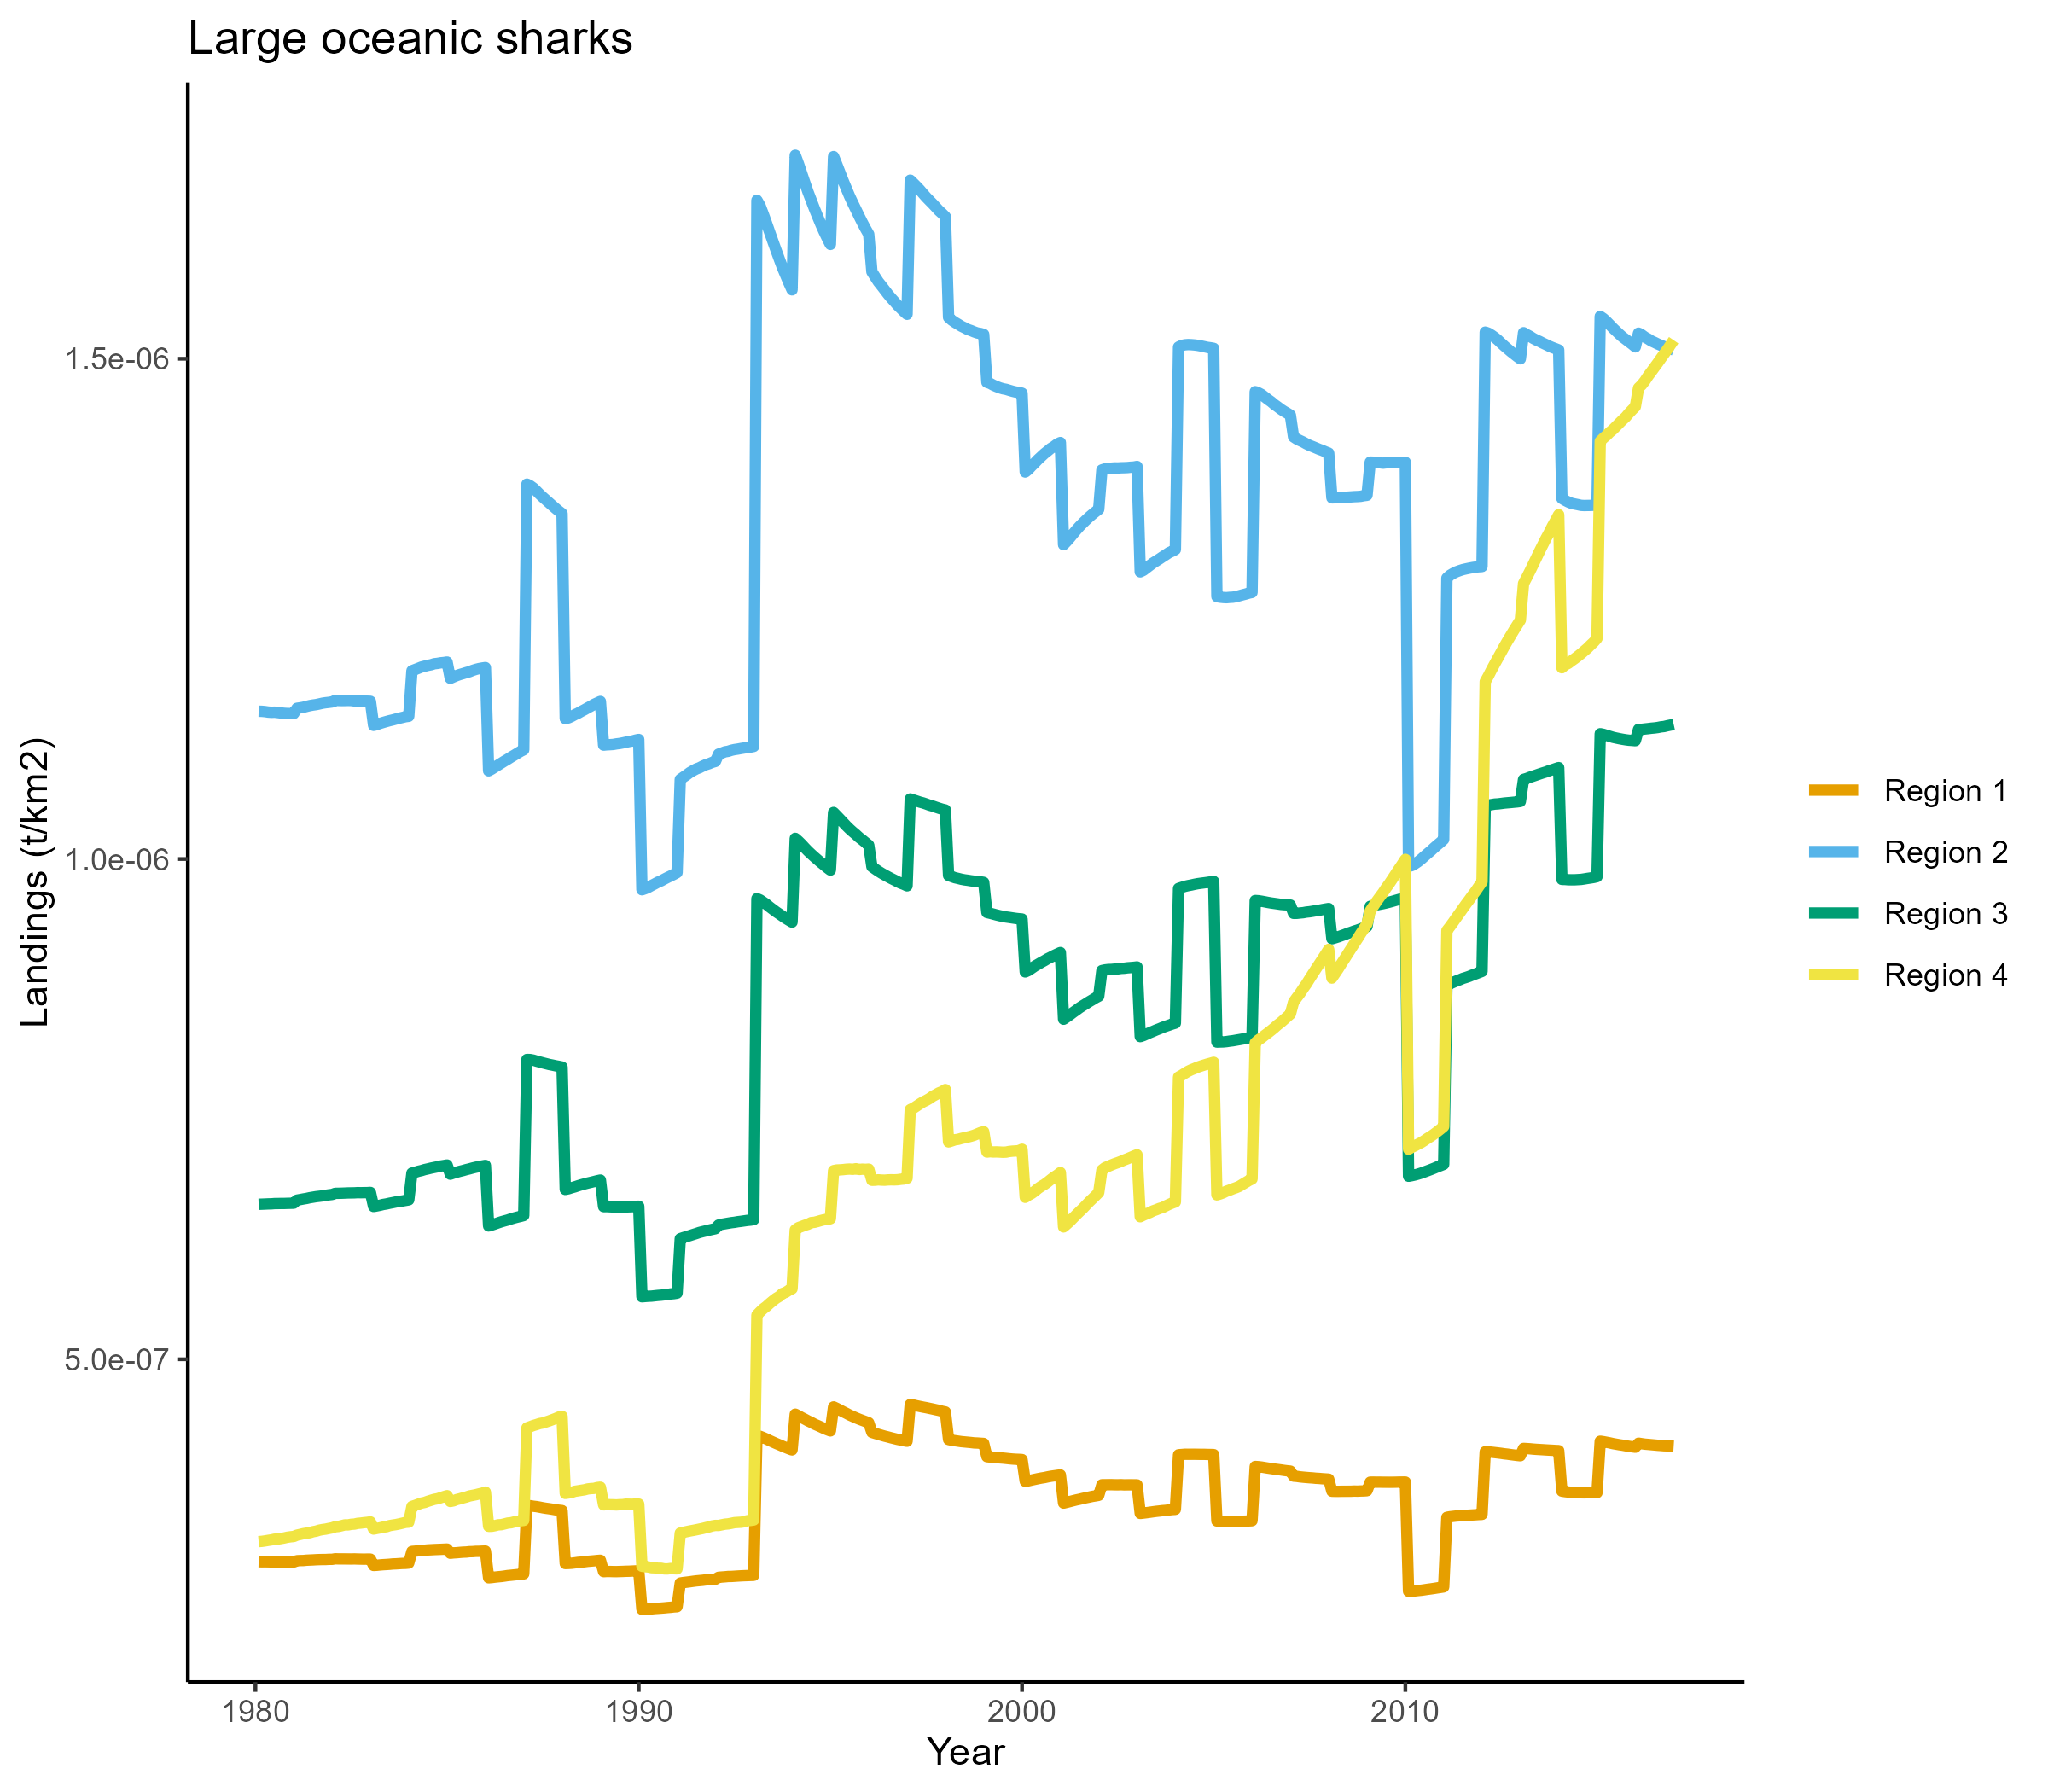 Large oceanic sharks
Landings (t/km2)
1.5e-06
1.0e-06
5.0e-07
1980
1990
2000
2010
Year
Region 1
Region 2
Region 3
Region 4